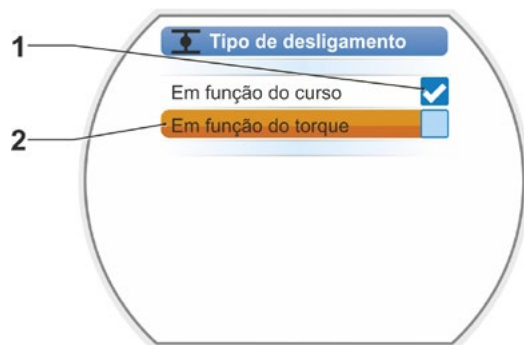 Tipo de desligamento
1
Em função do curso
Em função do torque
2